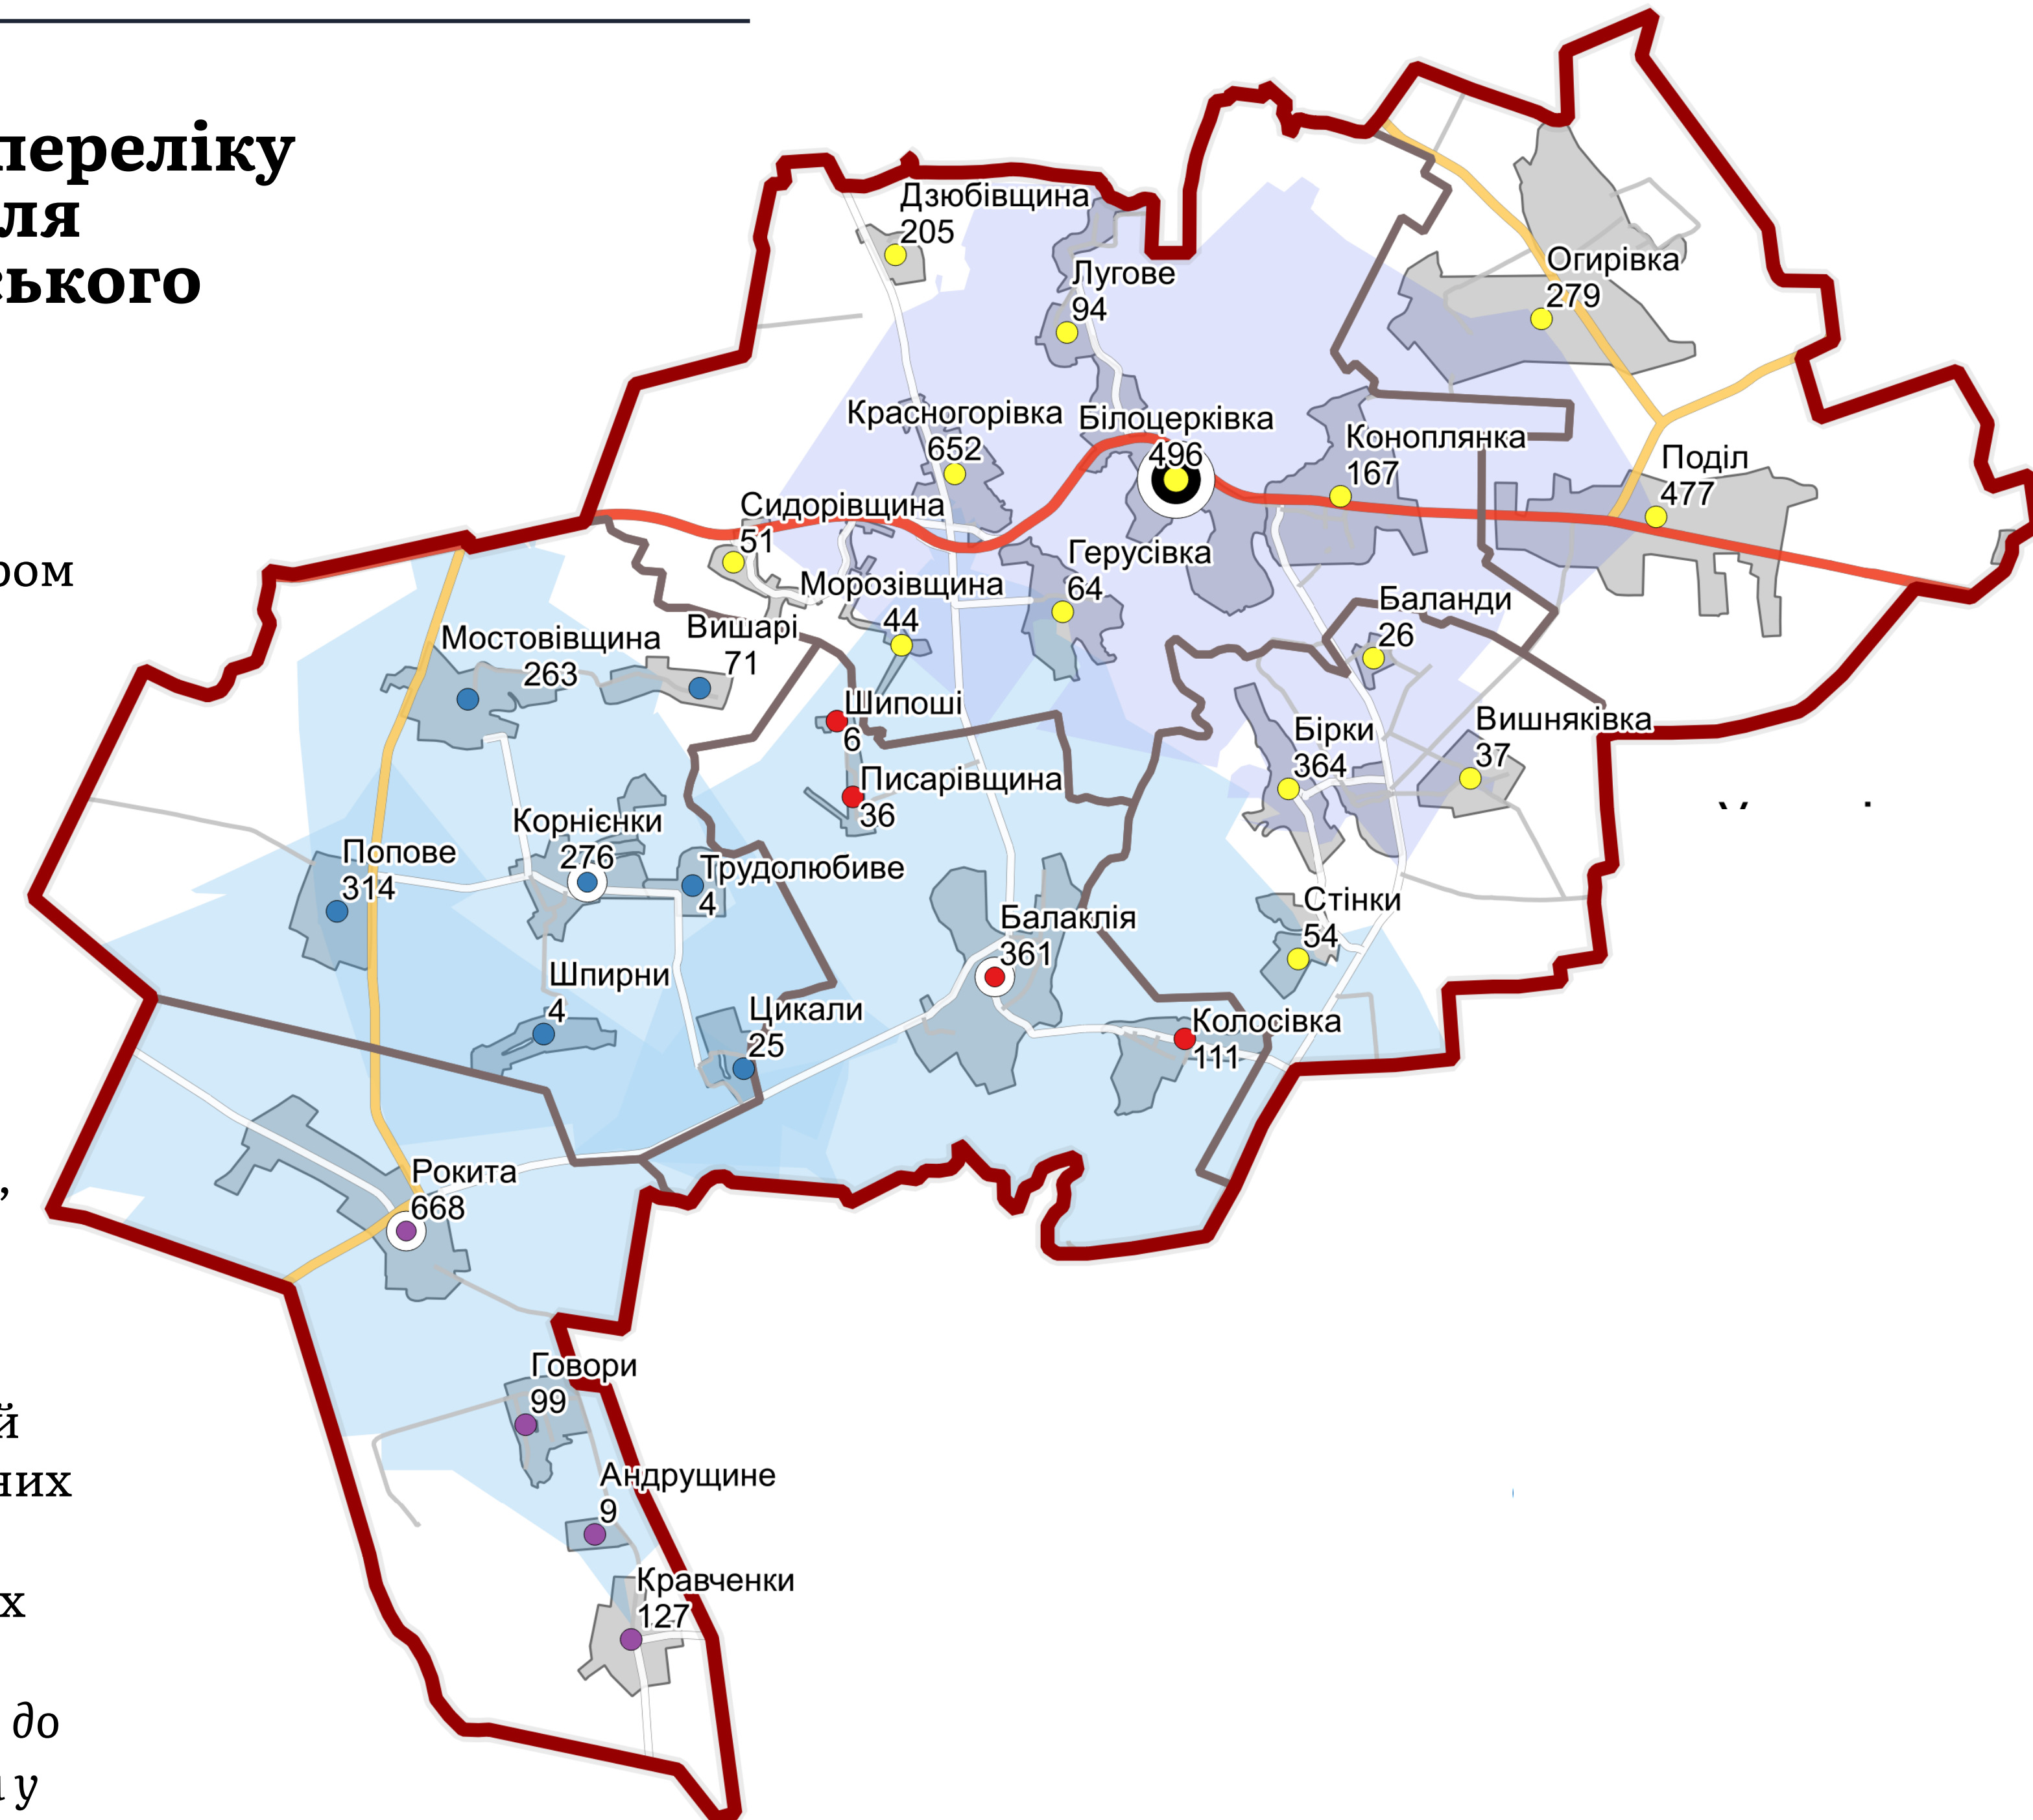 переліку
ля
ського
ром
,
й
них
х
до
у
Дзюбівщина
205
Лугове
94
Огирівка
279
Красногорівка
652
Білоцерківка
496
Коноплянка
167
Поділ
477
Сидорівщина
51
Герусівка
64
Морозівщина
44
Баланди
26
Мостовівщина
263
Вишарі
71
Шипоші
6
Бірки
364
Вишняківка
37
Писарівщина
36
Корнієнки
276
Попове
314
Трудолюбиве
4
Балаклія
361
Стінки
54
Шпирни
4
Цикали
25
Колосівка
111
Рокита
668
Говори
99
Андрущине
9
Кравченки
127